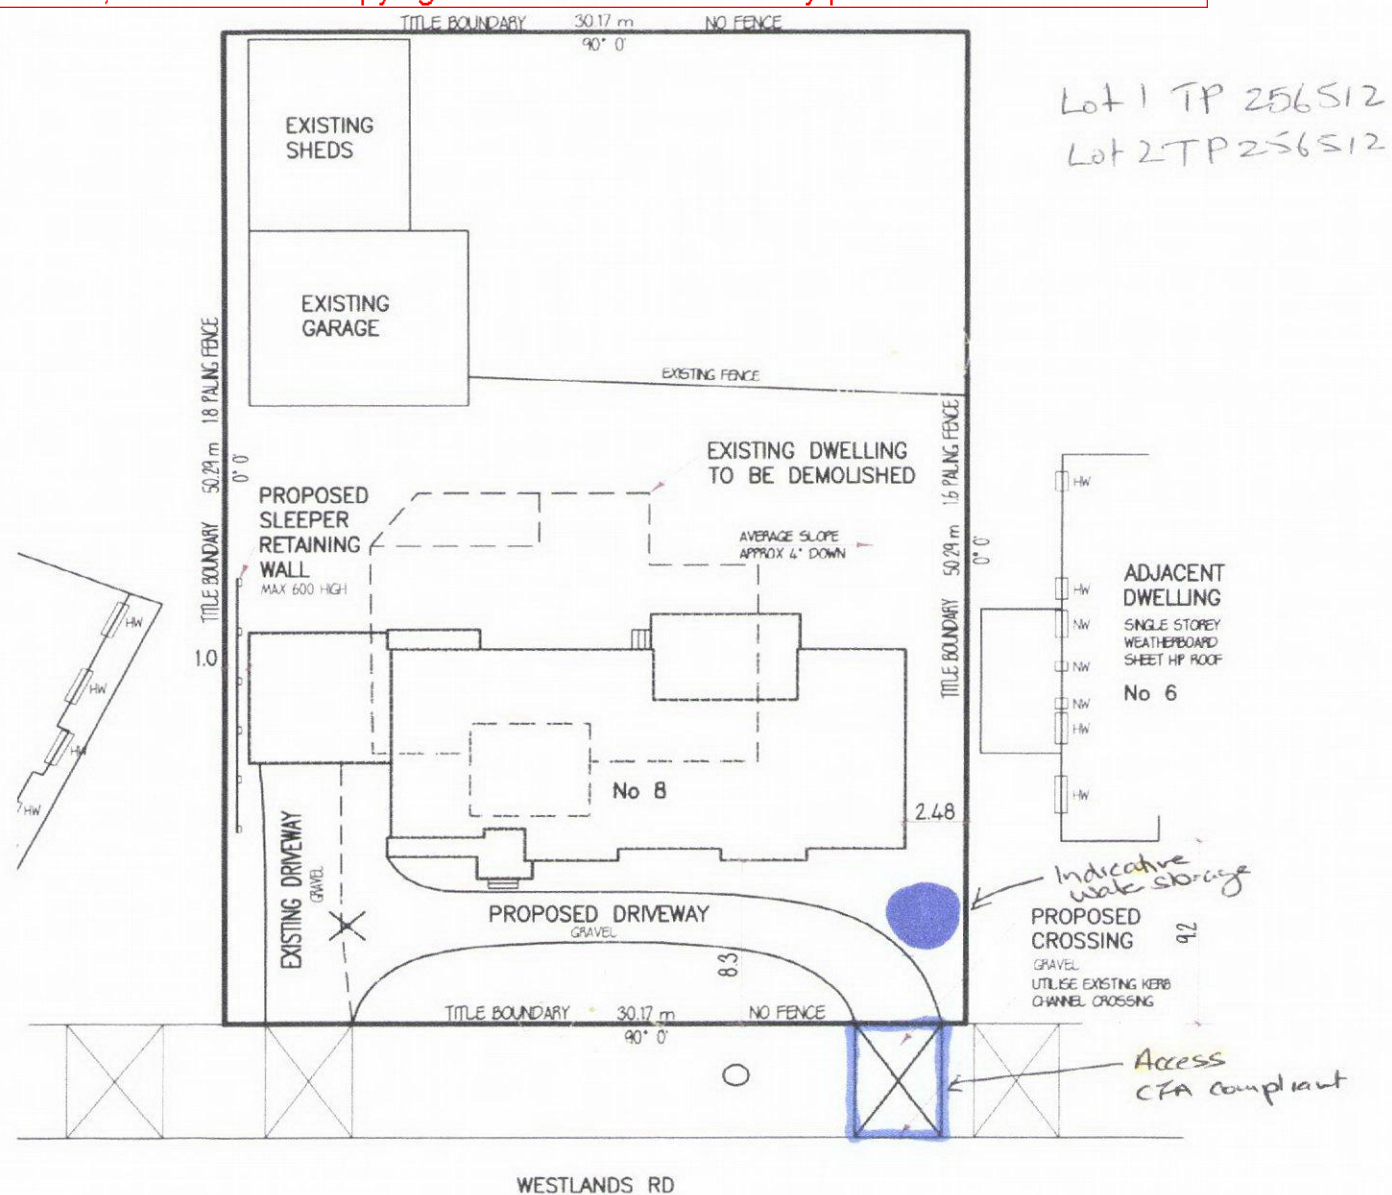 TITLE BOUNDARY 30.17 m NO FENCE
90° 0'
Lot 1 TP 256512
Lot 2 TP 256512
EXISTING
SHEDS
EXISTING
GARAGE
EXISTING FENCE
TITLE BOUNDARY 50.29 m 1.8 PALING FENCE
0° 0'
EXISTING DWELLING
TO BE DEMOLISHED
PROPOSED
SLEEPER
RETAINING
WALL
MAX 600 HIGH
AVERAGE SLOPE
APPROX 4° DOWN
TITLE BOUNDARY 50.29 m 1.6 PALING FENCE
0° 0'
HW
HW
HW
HW
1.0
HW
HW
NW
NW
NW
HW
HW
ADJACENT
DWELLING
SINGLE STOREY
WEATHERBOARD
SHEET HIP ROOF
No 6
No 8
2.48
EXISTING DRIVEWAY
GRAVEL
PROPOSED DRIVEWAY
GRAVEL
8.3
Indicative
water storage
PROPOSED
CROSSING
GRAVEL
UTILISE EXISTING KERB
CHANNEL CROSSING
9.2
TITLE BOUNDARY 30.17 m NO FENCE
90° 0'
Access
CFA compliant
WESTLANDS RD